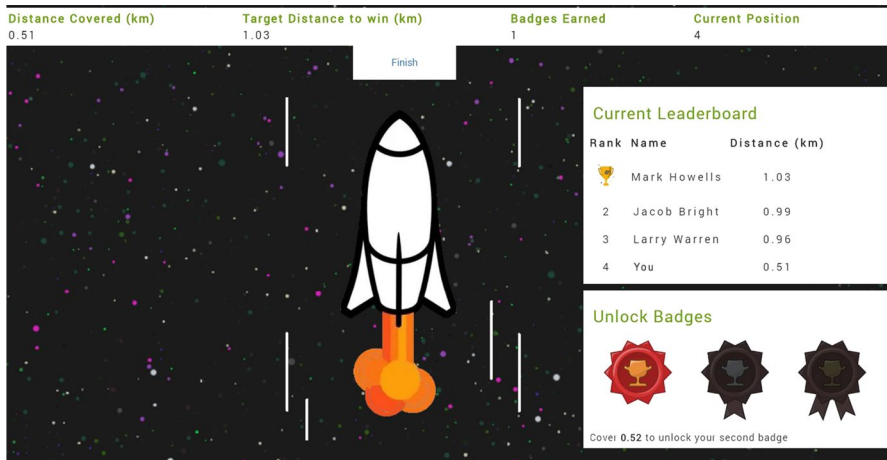 Distance Covered (km) Target Distance to win (km) Badges Earned Current Position
0.51 1.03 1 4
Finish
Current Leaderboard
Rank Name Distance (km)
Mark Howells 1.03
2 Jacob Bright 0.99
3 Larry Warren 0.96
4 You 0.51
Unlock Badges
Cover 0.52 to unlock your second badge